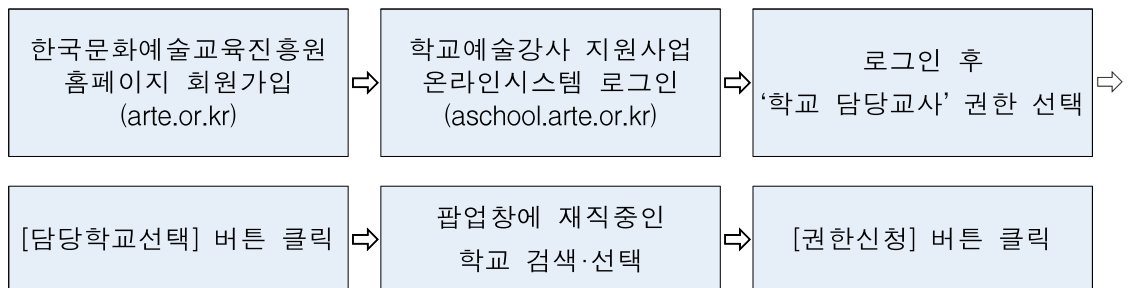 한국문화예술교육진흥원
홈페이지 회원가입
(arte.or.kr)
학교예술강사 지원사업
온라인시스템 로그인
(aschool.arte.or.kr)
로그인 후
‘학교 담당교사’ 권한 선택
[담당학교선택] 버튼 클릭
팝업창에 재직중인
학교 검색·선택
[권한신청] 버튼 클릭